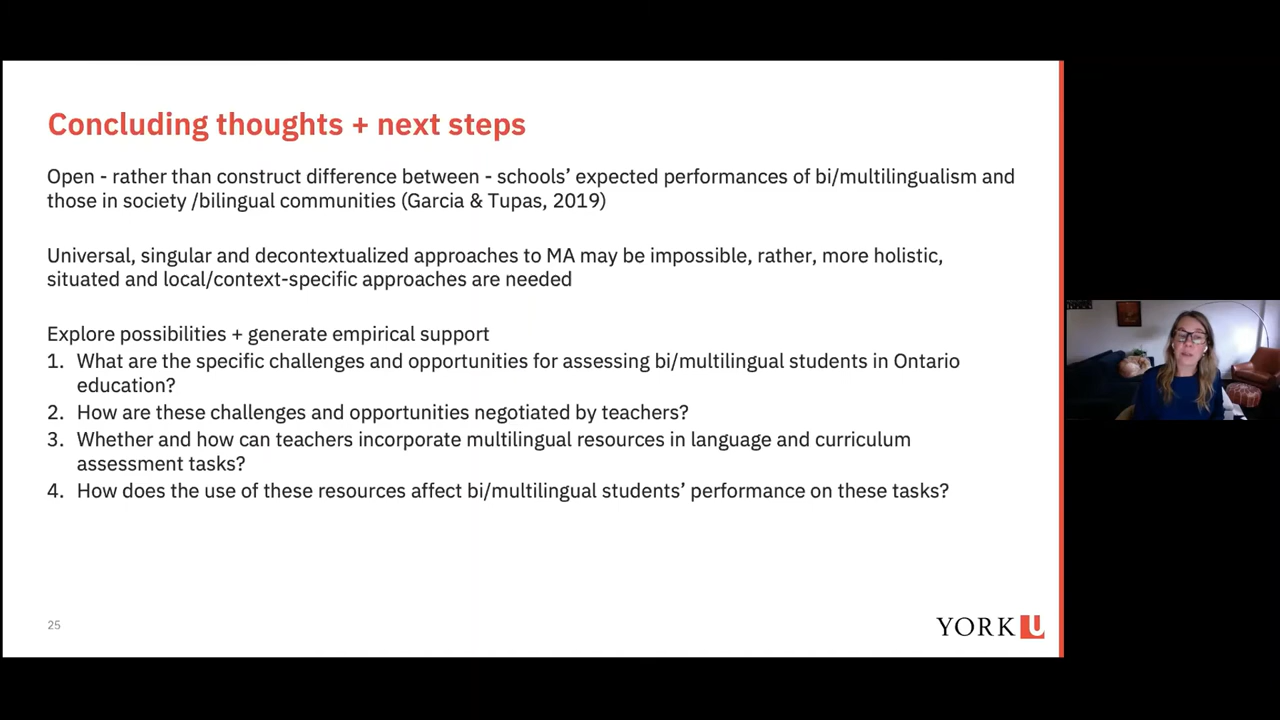 Concluding thoughts + next steps
Open - rather than construct difference between - schools’ expected performances of bi/multilingualism and
those in society /bilingual communities (Garcia & Tupas, 2019)
Universal, singular and decontextualized approaches to MA may be impossible, rather, more holistic,
situated and local/context-specific approaches are needed
Explore possibilities + generate empirical support
1. What are the specific challenges and opportunities for assessing bi/multilingual students in Ontario
education?
2. How are these challenges and opportunities negotiated by teachers?
3. Whether and how can teachers incorporate multilingual resources in language and curriculum
assessment tasks?
4. How does the use of these resources affect bi/multilingual students’ performance on these tasks?
25
YORK U